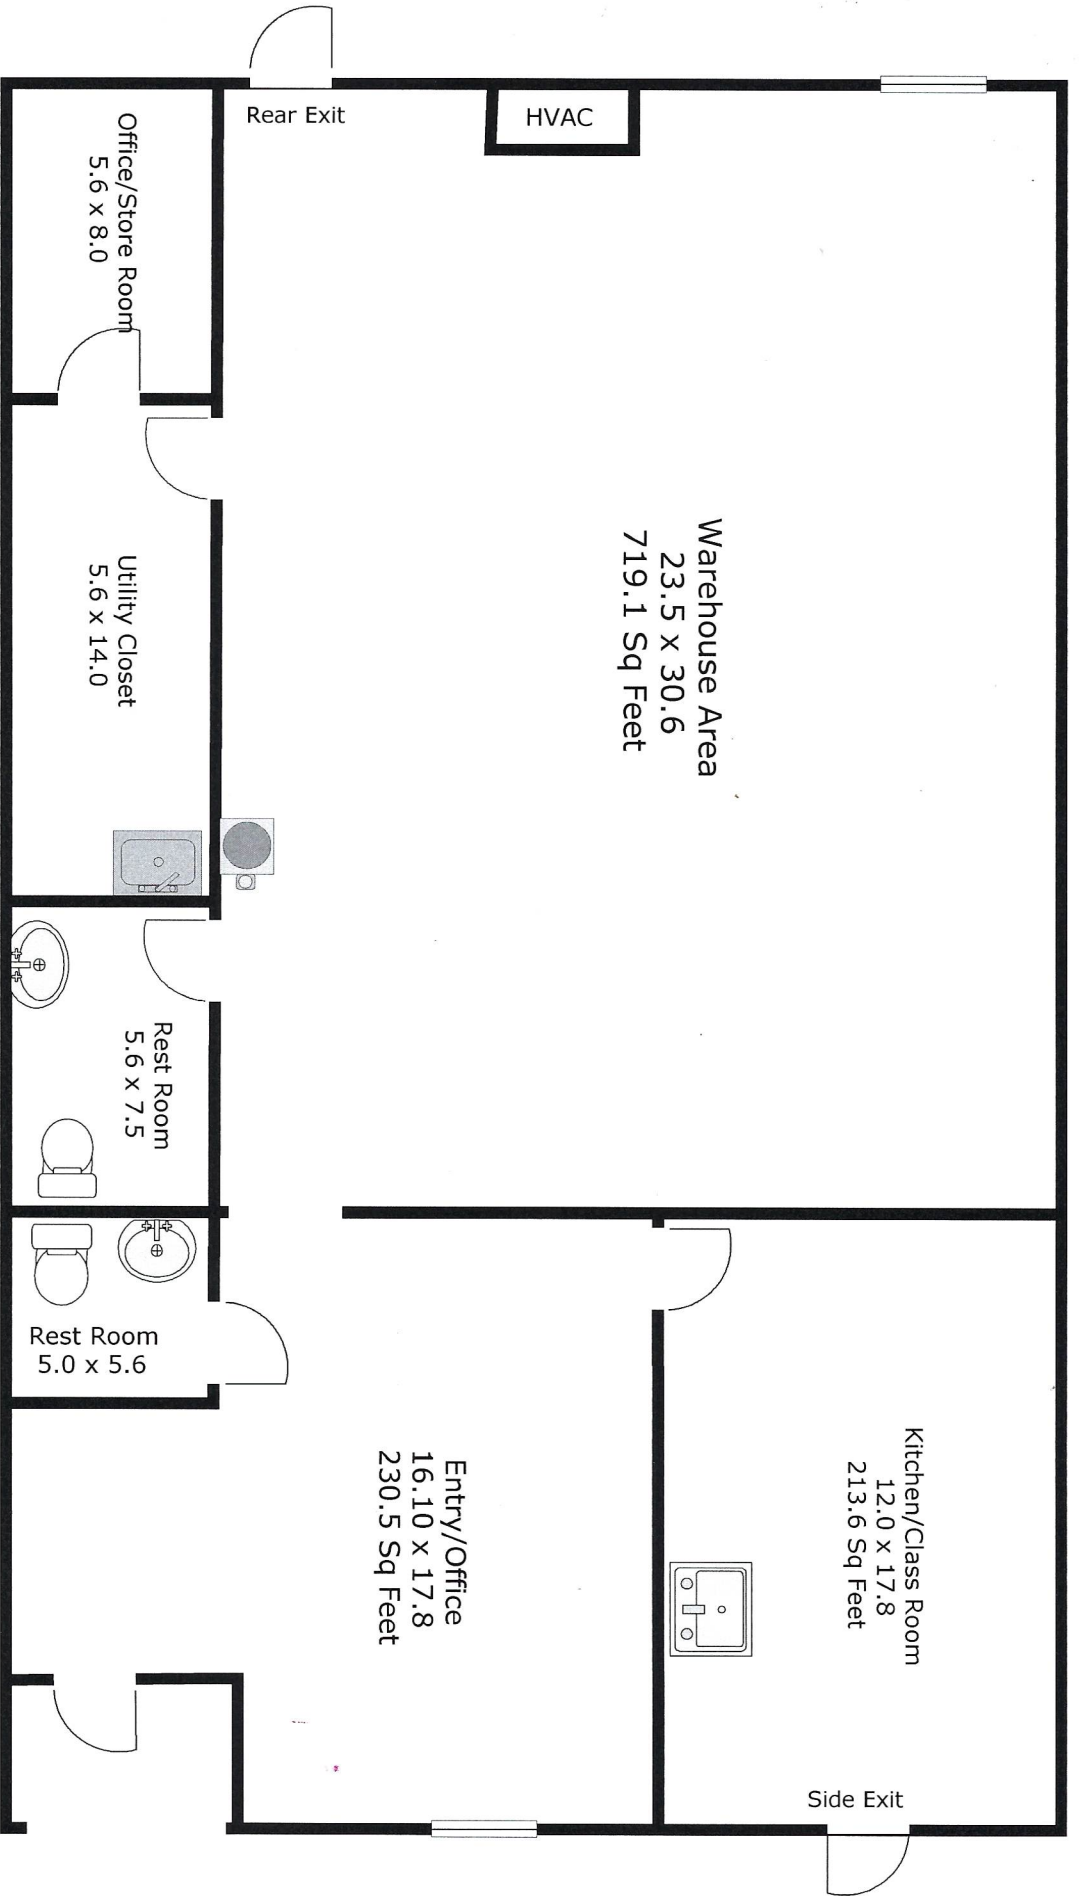 Rear Exit
HVAC
Office/Store Room
5.6 x 8.0
Warehouse Area
23.5 x 30.6
719.1 Sq Feet
Utility Closet
5.6 x 14.0
Rest Room
5.6 x 7.5
Rest Room
5.0 x 5.6
Entry/Office
16.10 x 17.8
230.5 Sq Feet
Kitchen/Class Room
12.0 x 17.8
213.6 Sq Feet
Side Exit